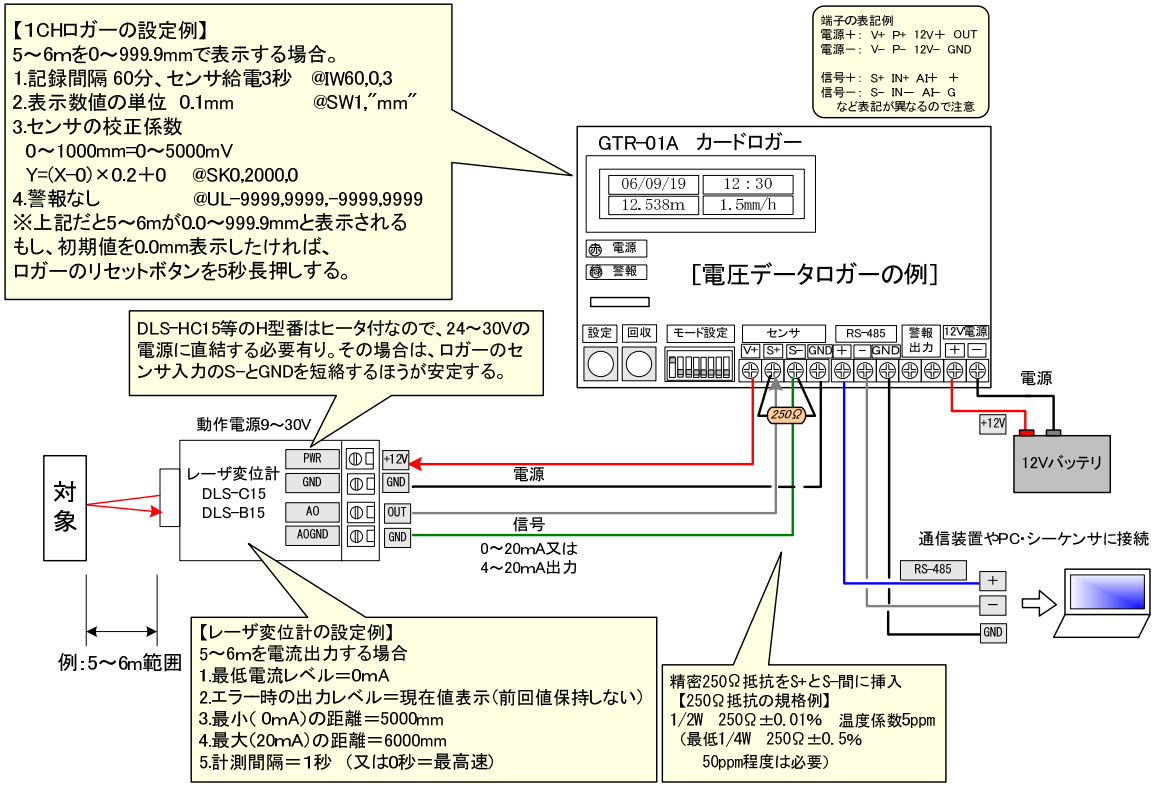 【１CHロガーの設定例】
5～6mを0～999.9mmで表示する場合。
1.記録間隔 60分、センサ給電3秒　@IW60,0,3
2.表示数値の単位　0.1mm　@SW1,"mm"
3.センサの校正係数
0～1000mm=0～5000mV
Y=(X-0)×0.2＋0　@SK0,2000,0
4.警報なし　@UL-9999,9999,-9999,9999
※上記だと5～6mが0.0～999.9mmと表示される
もし、初期値を0.0mm表示したければ、
ロガーのリセットボタンを5秒長押しする。
端子の表記例
電源＋： V+ P+ 12V+ OUT
電源－： V- P- 12V- GND
信号＋： S+ IN+ AI+ +
信号－： S- IN- AI- G
など表記が異なるので注意
GTR-01A　カードロガー
06/09/19　12：30
12.538m　1.5mm/h
赤　電源
緑　警報
［電圧データロガーの例］
設定　回収　モード設定　センサ　RS-485　警報出力　12V電源
V+　S+　S-　GND　+　-　GND　+　-
250Ω
電源
+12V
12Vバッテリ
DLS-HC15等のH型番はヒータ付なので、24～30Vの
電源に直結する必要有り。その場合は、ロガーのセ
ンサ入力のS-とGNDを短絡するほうが安定する。
動作電源9～30V
対象
レーザ変位計
DLS-C15
DLS-B15
PWR　+12V
GND　GND
AO　OUT
AOGND　GND
電源
信号
0～20mA又は
4～20mA出力
例：5～6m範囲
通信装置やPC・シーケンサに接続
RS-485
+
-
GND
【レーザ変位計の設定例】
5～6mを電流出力する場合
1.最低電流レベル＝0mA
2.エラー時の出力レベル＝現在値表示（前回値保持しない）
3.最小（ 0mA）の距離＝5000mm
4.最大（20mA）の距離＝6000mm
5.計測間隔＝1秒　（又は0秒＝最高速）
精密250Ω抵抗をS+とS-間に挿入
【250Ω抵抗の規格例】
1/2W　250Ω±0.01%　温度係数5ppm
（最低1/4W　250Ω±0.5%
50ppm程度は必要）